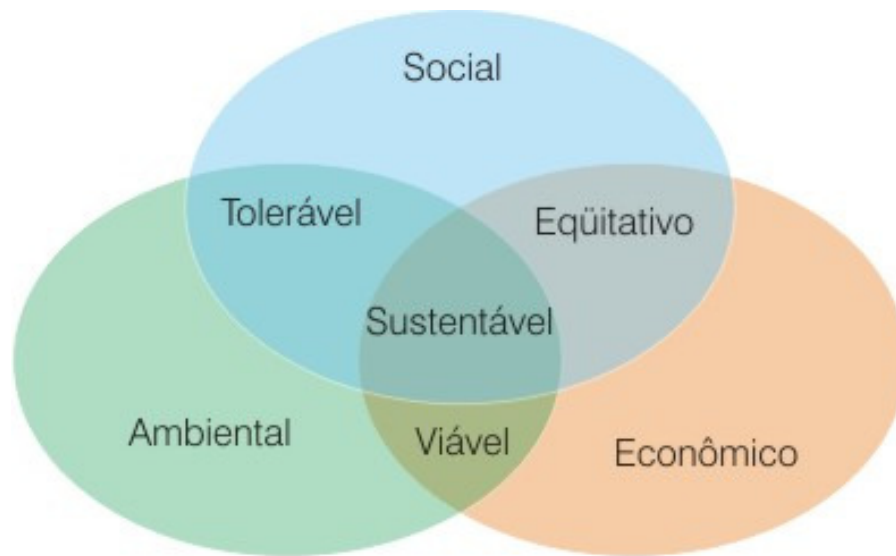 Social
Tolerável
Eqüitativo
Sustentável
Ambiental
Viável
Econômico